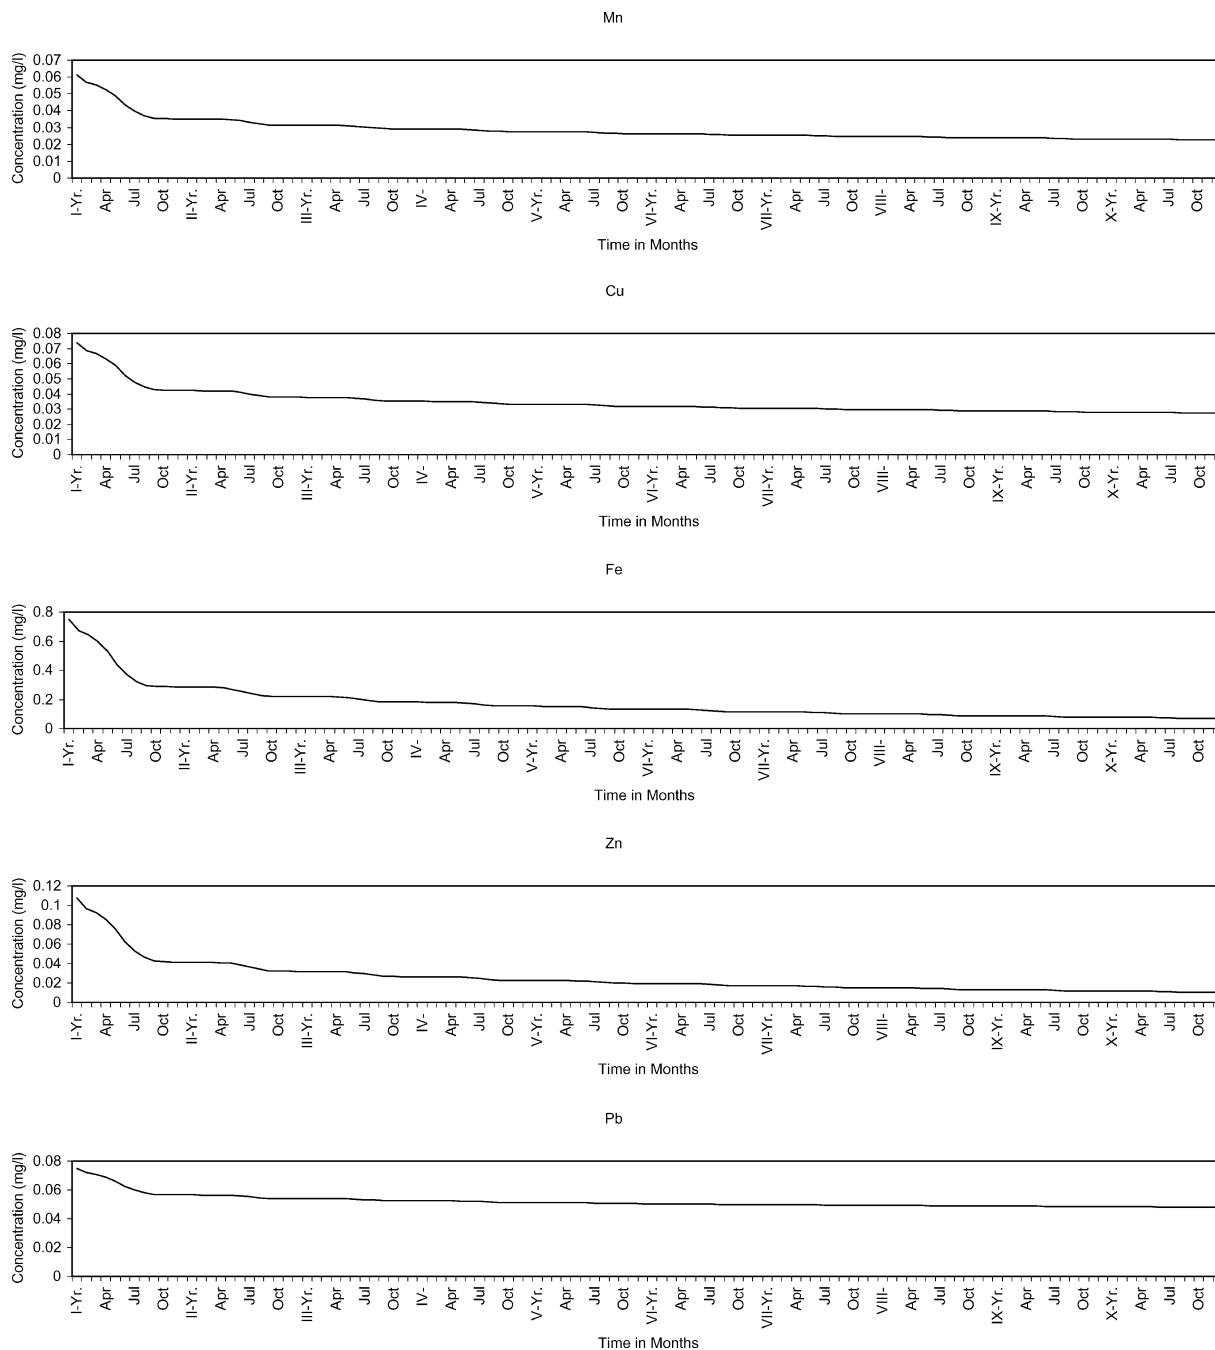 Mn
Concentration (mg/l)
0.07
0.06
0.05
0.04
0.03
0.02
0.01
0
I-Yr. Apr Jul Oct II-Yr. Apr Jul Oct III-Yr. Apr Jul Oct IV- Apr Jul Oct V-Yr. Apr Jul Oct VI-Yr. Apr Jul Oct VII-Yr. Apr Jul Oct VIII- Apr Jul Oct IX-Yr. Apr Jul Oct X-Yr. Apr Jul Oct
Time in Months
Cu
Concentration (mg/l)
0.08
0.07
0.06
0.05
0.04
0.03
0.02
0.01
0
I-Yr. Apr Jul Oct II-Yr. Apr Jul Oct III-Yr. Apr Jul Oct IV- Apr Jul Oct V-Yr. Apr Jul Oct VI-Yr. Apr Jul Oct VII-Yr. Apr Jul Oct VIII- Apr Jul Oct IX-Yr. Apr Jul Oct X-Yr. Apr Jul Oct
Time in Months
Fe
Concentration (mg/l)
0.8
0.6
0.4
0.2
0
I-Yr. Apr Jul Oct II-Yr. Apr Jul Oct III-Yr. Apr Jul Oct IV- Apr Jul Oct V-Yr. Apr Jul Oct VI-Yr. Apr Jul Oct VII-Yr. Apr Jul Oct VIII- Apr Jul Oct IX-Yr. Apr Jul Oct X-Yr. Apr Jul Oct
Time in Months
Zn
Concentration (mg/l)
0.12
0.1
0.08
0.06
0.04
0.02
0
I-Yr. Apr Jul Oct II-Yr. Apr Jul Oct III-Yr. Apr Jul Oct IV- Apr Jul Oct V-Yr. Apr Jul Oct VI-Yr. Apr Jul Oct VII-Yr. Apr Jul Oct VIII- Apr Jul Oct IX-Yr. Apr Jul Oct X-Yr. Apr Jul Oct
Time in Months
Pb
Concentration (mg/l)
0.08
0.06
0.04
0.02
0
I-Yr. Apr Jul Oct II-Yr. Apr Jul Oct III-Yr. Apr Jul Oct IV- Apr Jul Oct V-Yr. Apr Jul Oct VI-Yr. Apr Jul Oct VII-Yr. Apr Jul Oct VIII- Apr Jul Oct IX-Yr. Apr Jul Oct X-Yr. Apr Jul Oct
Time in Months